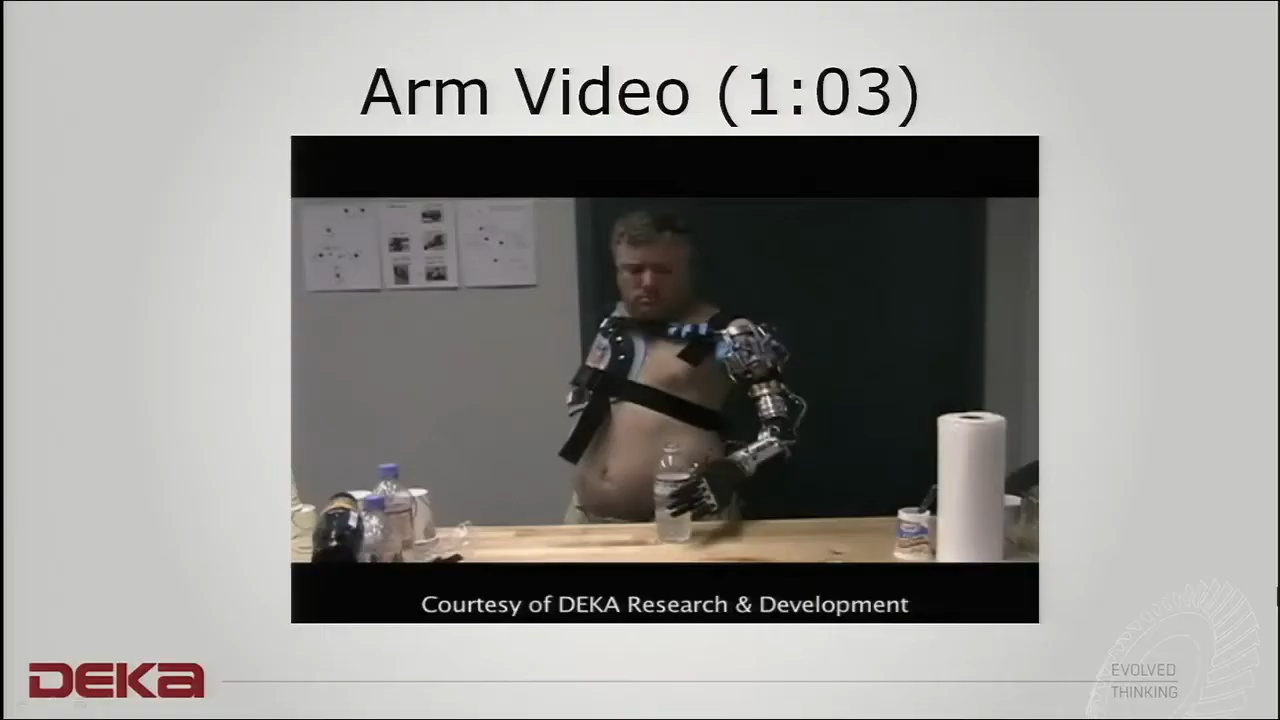 Arm Video (1:03)
Courtesy of DEKA Research & Development
DEKA
EVOLVED
THINKING